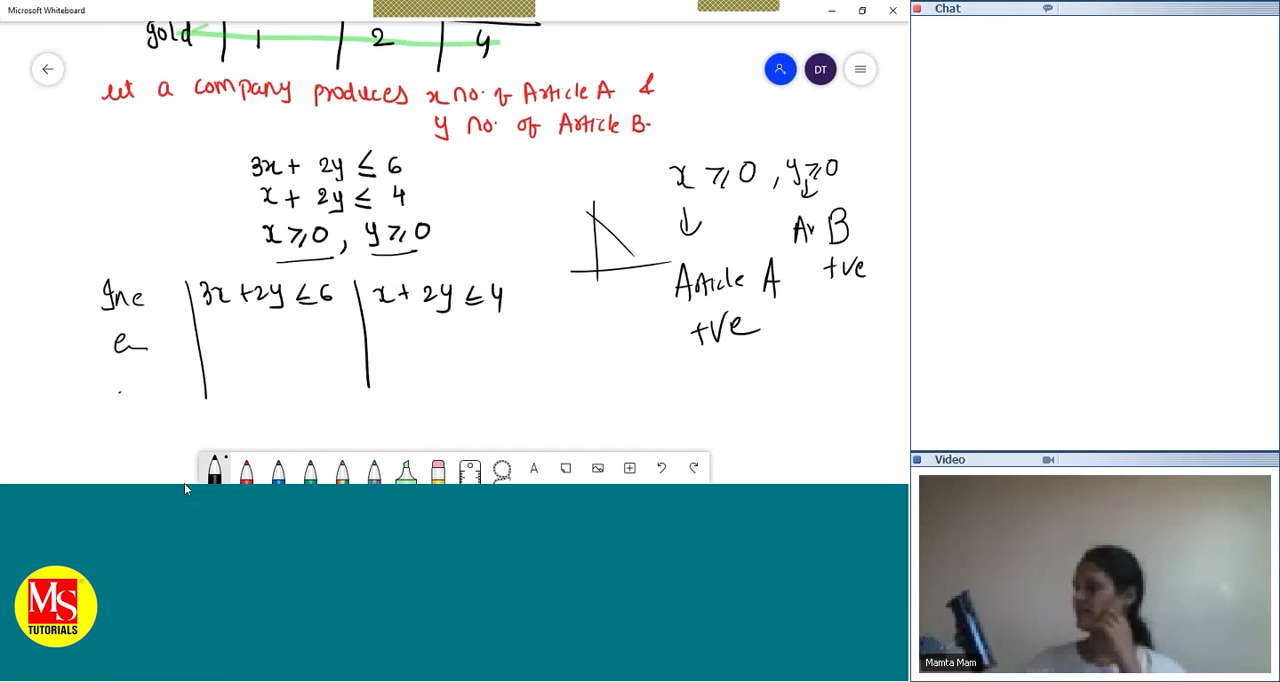 Microsoft Whiteboard
gold 1 2 4
let a company produces x no. of Article A &
y no. of Article B.
3x + 2y ≤ 6
x + 2y ≤ 4
x ≥ 0, y ≥ 0
x ≥ 0, y ≥ 0
↓ ↓
Article A
+ve
B
+ve
Ine 3x + 2y ≤ 6 x + 2y ≤ 4
DT
A
MS
TUTORIALS
Chat
Video
Mamta Mam